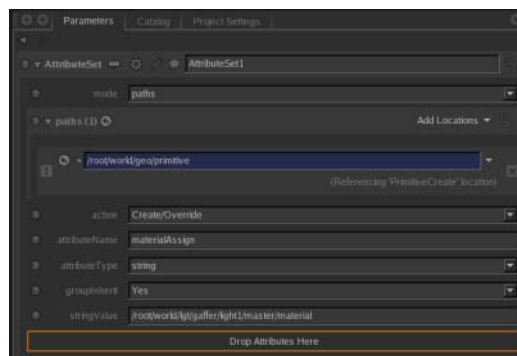 Parameters Catalog Project Settings
AttributeSet AttributeSet1
mode paths
paths (1) Add Locations
/root/world/geo/primitive
(Referencing 'PrimitiveCreate' location)
action Create/Override
attributeName materialAssign
attributeType string
groupInherit Yes
stringValue /root/world/lgt/gaffer/light1/master/material
Drop Attributes Here